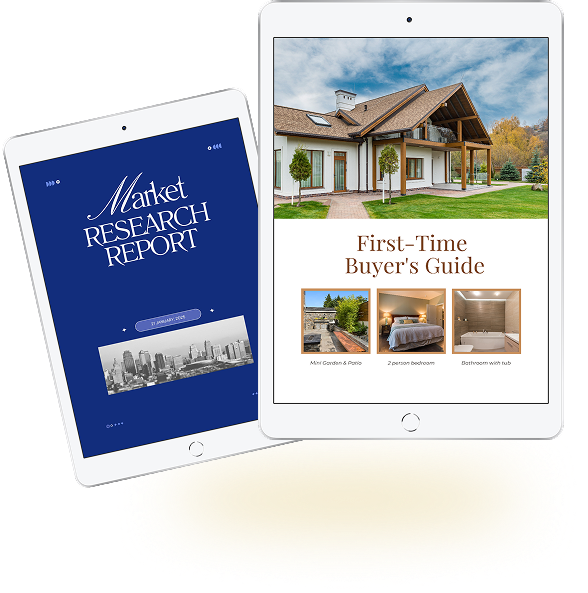 Market
RESEARCH
REPORT
21 JANUARY, 2025
First-Time
Buyer's Guide
Mini Garden & Patio
2 person bedroom
Bathroom with tub